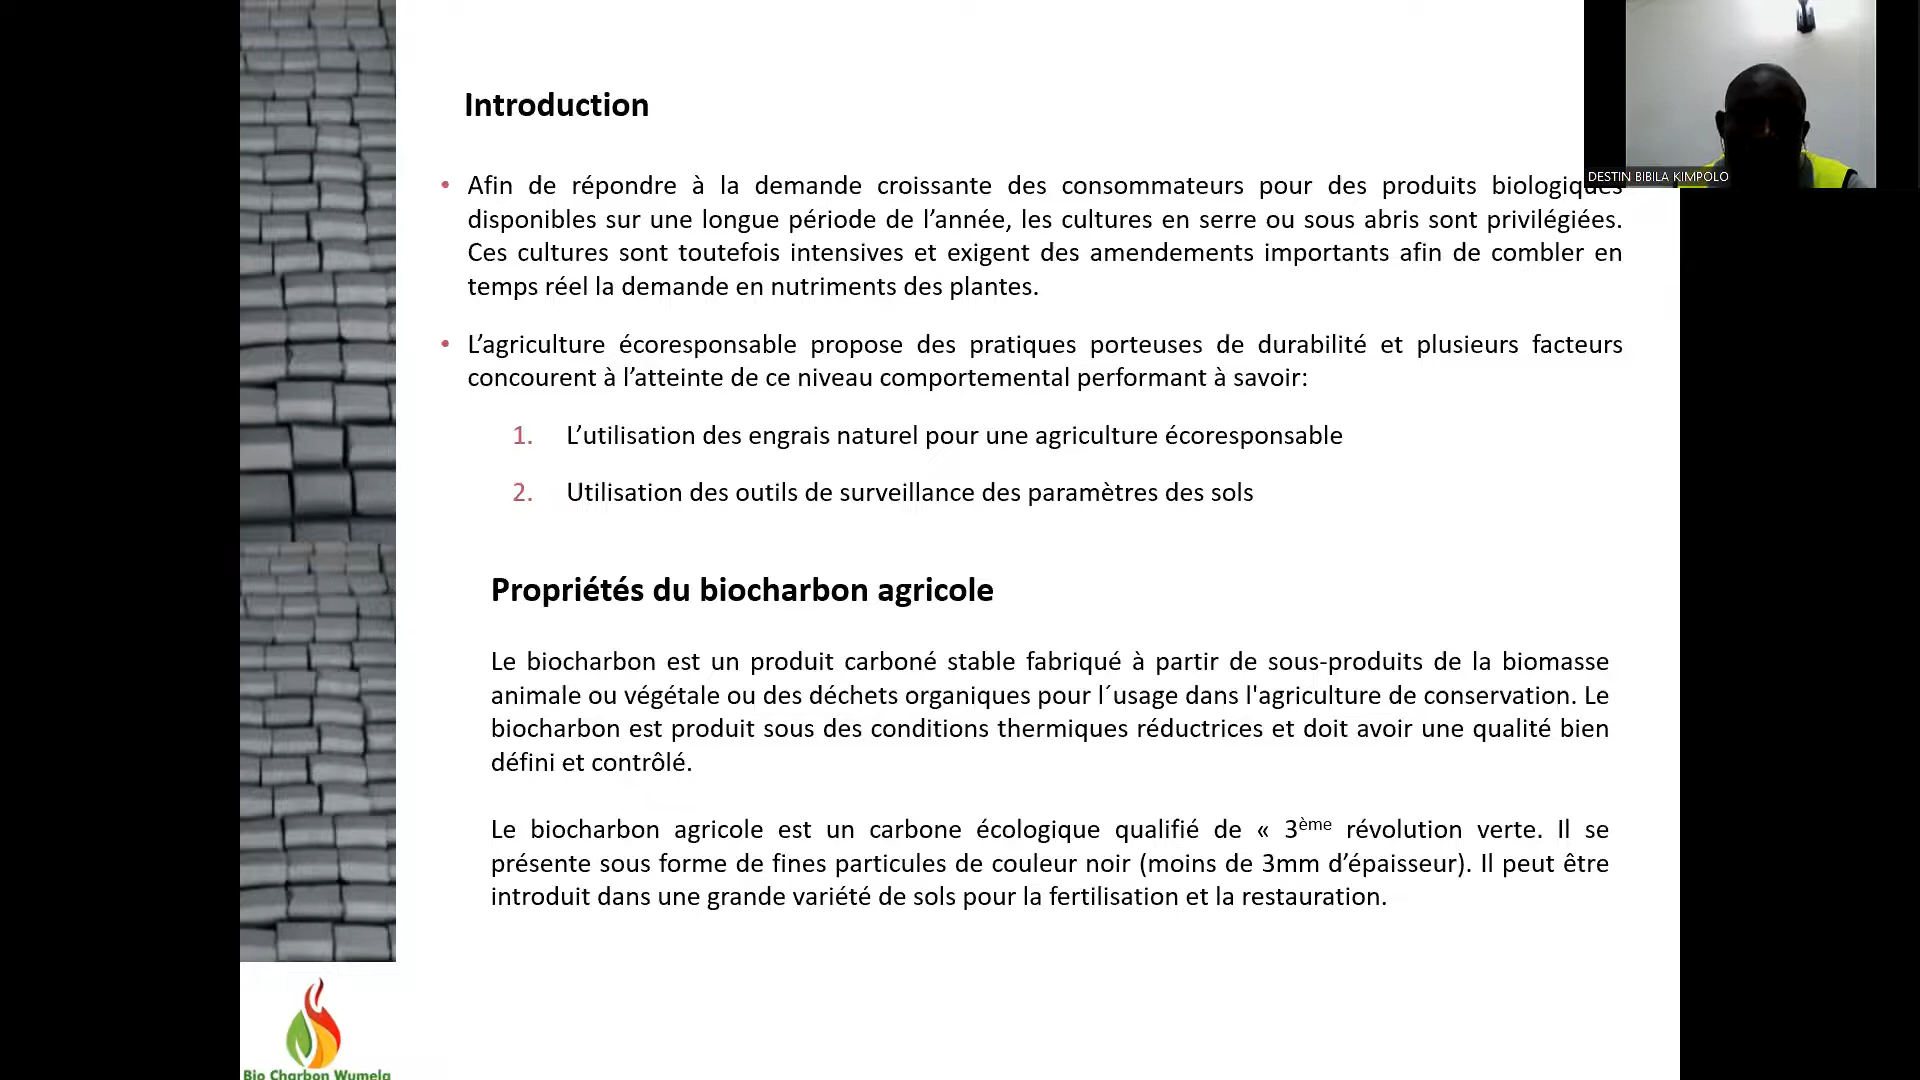 Introduction
• Afin de répondre à la demande croissante des consommateurs pour des produits biologiques
disponibles sur une longue période de l’année, les cultures en serre ou sous abris sont privilégiées.
Ces cultures sont toutefois intensives et exigent des amendements importants afin de combler en
temps réel la demande en nutriments des plantes.
• L’agriculture écoresponsable propose des pratiques porteuses de durabilité et plusieurs facteurs
concourent à l’atteinte de ce niveau comportemental performant à savoir:
1. L’utilisation des engrais naturel pour une agriculture écoresponsable
2. Utilisation des outils de surveillance des paramètres des sols
Propriétés du biocharbon agricole
Le biocharbon est un produit carboné stable fabriqué à partir de sous-produits de la biomasse
animale ou végétale ou des déchets organiques pour l´usage dans l'agriculture de conservation. Le
biocharbon est produit sous des conditions thermiques réductrices et doit avoir une qualité bien
défini et contrôlé.
Le biocharbon agricole est un carbone écologique qualifié de « 3ème révolution verte. Il se
présente sous forme de fines particules de couleur noir (moins de 3mm d’épaisseur). Il peut être
introduit dans une grande variété de sols pour la fertilisation et la restauration.
DESTIN BIBILA KIMPOLO
Bio Charbon Wumela